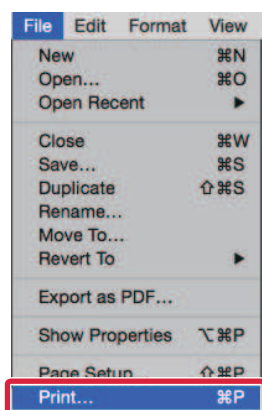 File Edit Format View
New ⌘N
Open... ⌘O
Open Recent ▶
Close ⌘W
Save... ⌘S
Duplicate ⇧⌘S
Rename...
Move To...
Revert To ▶
Export as PDF...
Show Properties ⌥⌘P
Page Setup ⇧⌘P
Print... ⌘P